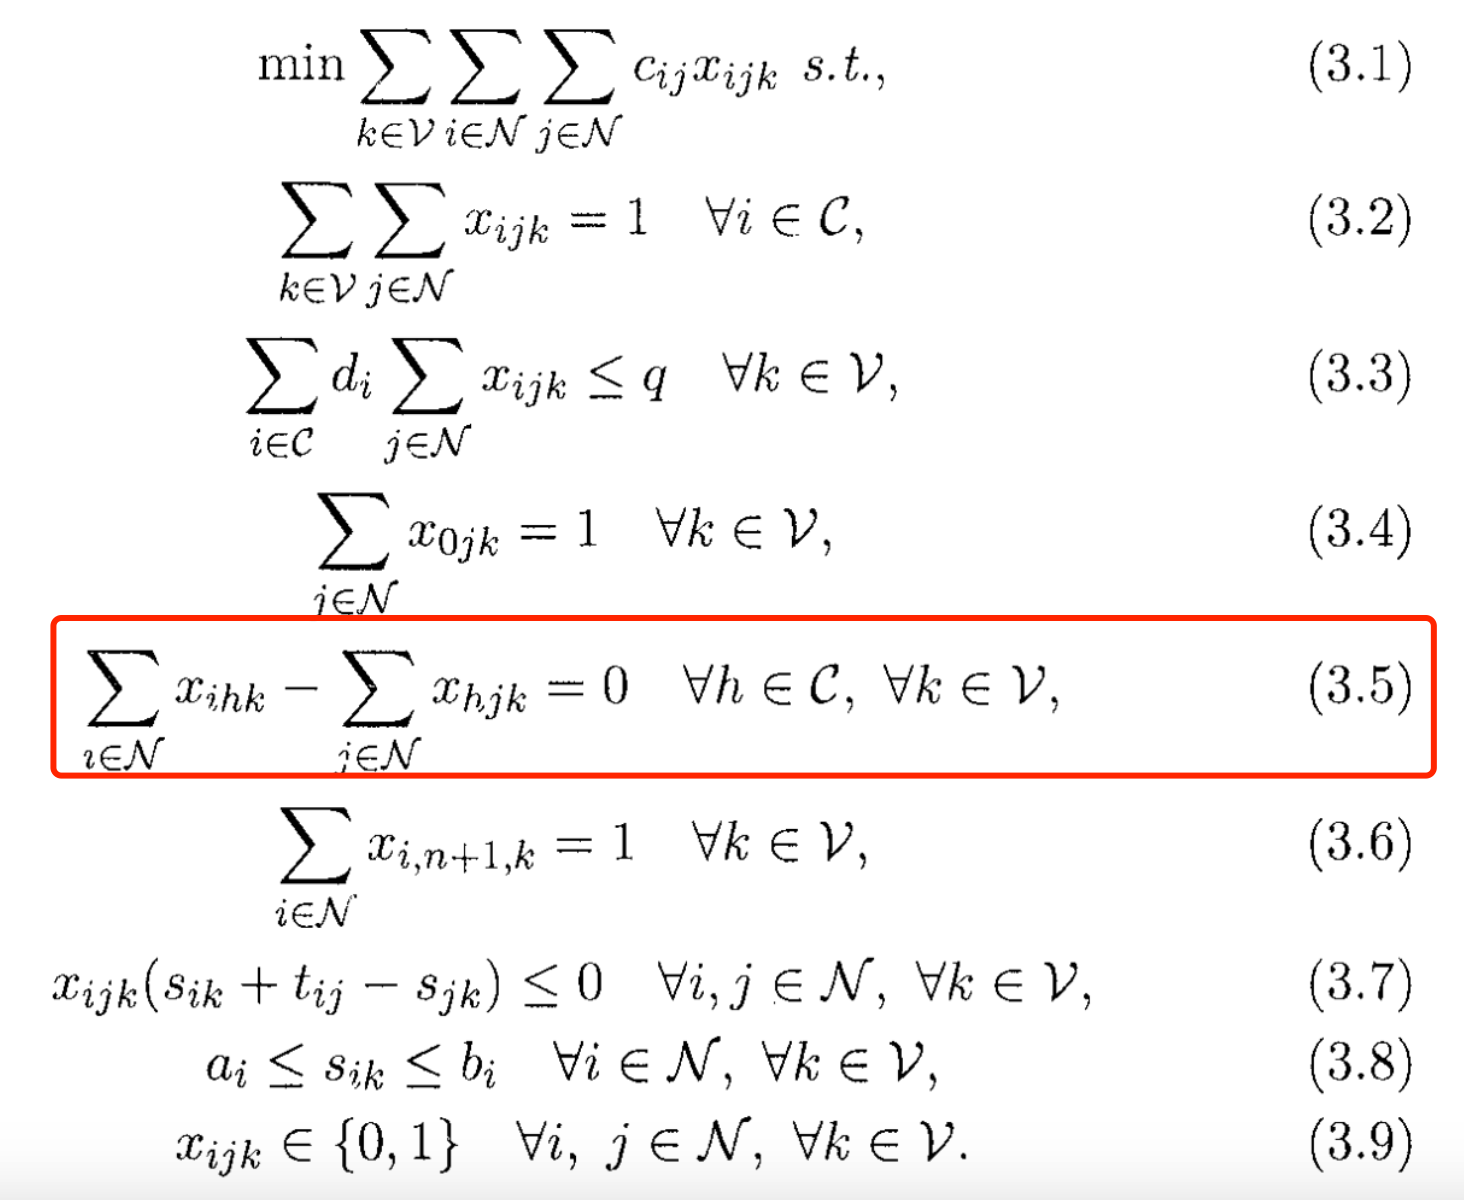 min ∑_{k∈𝒱} ∑_{i∈𝒩} ∑_{j∈𝒩} c_{ij}x_{ijk} s.t., (3.1)
∑_{k∈𝒱} ∑_{j∈𝒩} x_{ijk} = 1 ∀i ∈ 𝒞, (3.2)
∑_{i∈𝒞} d_i ∑_{j∈𝒩} x_{ijk} ≤ q ∀k ∈ 𝒱, (3.3)
∑_{j∈𝒩} x_{0jk} = 1 ∀k ∈ 𝒱, (3.4)
∑_{i∈𝒩} x_{ihk} − ∑_{j∈𝒩} x_{hjk} = 0 ∀h ∈ 𝒞, ∀k ∈ 𝒱, (3.5)
∑_{i∈𝒩} x_{i,n+1,k} = 1 ∀k ∈ 𝒱, (3.6)
x_{ijk}(s_{ik} + t_{ij} − s_{jk}) ≤ 0 ∀i, j ∈ 𝒩, ∀k ∈ 𝒱, (3.7)
a_i ≤ s_{ik} ≤ b_i ∀i ∈ 𝒩, ∀k ∈ 𝒱, (3.8)
x_{ijk} ∈ {0, 1} ∀i, j ∈ 𝒩, ∀k ∈ 𝒱. (3.9)